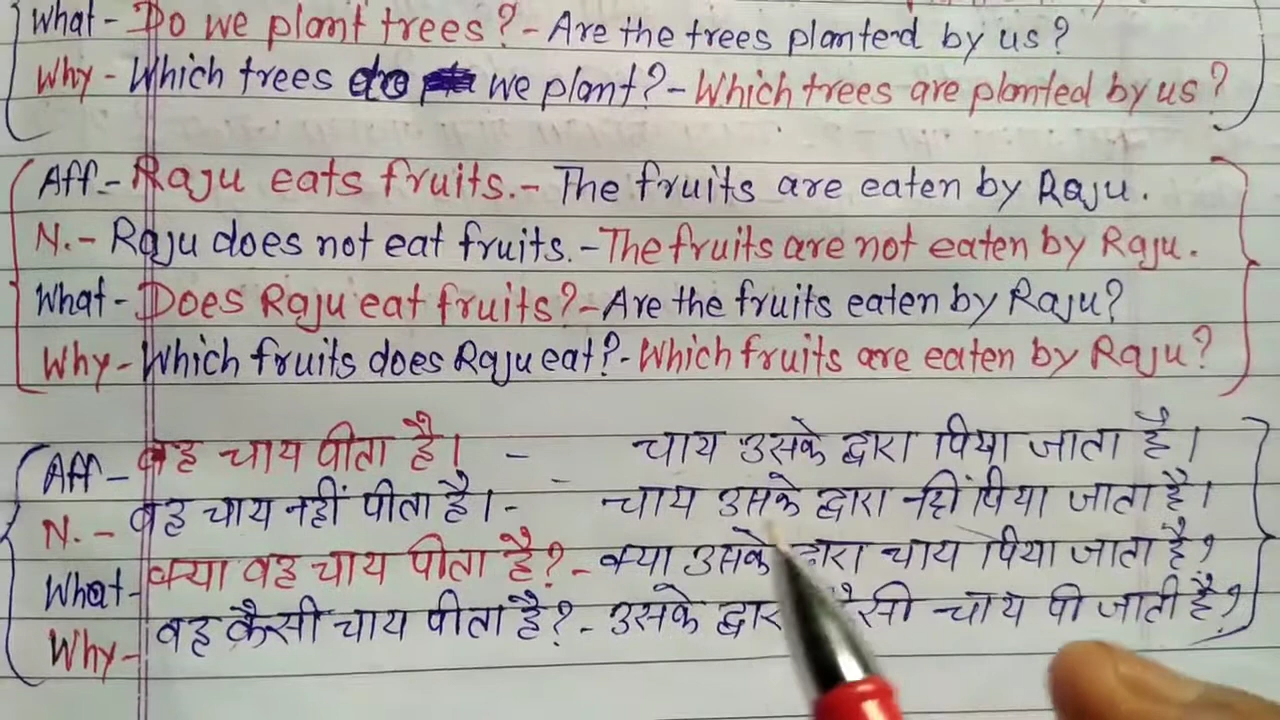 What - Do we plant trees? - Are the trees planted by us?
Why - Which trees do we plant? - Which trees are planted by us?
Aff. - Raju eats fruits. - The fruits are eaten by Raju.
N. - Raju does not eat fruits. - The fruits are not eaten by Raju.
What - Does Raju eat fruits? - Are the fruits eaten by Raju?
Why - Which fruits does Raju eat? - Which fruits are eaten by Raju?
Aff - वह चाय पीता है। - चाय उसके द्वारा पिया जाता है।
N. - वह चाय नहीं पीता है। - चाय उसके द्वारा नहीं पिया जाता है।
What - क्या वह चाय पीता है? - क्या उसके द्वारा चाय पिया जाता है?
Why - वह कैसी चाय पीता है? - उसके चाय पी जाती है?